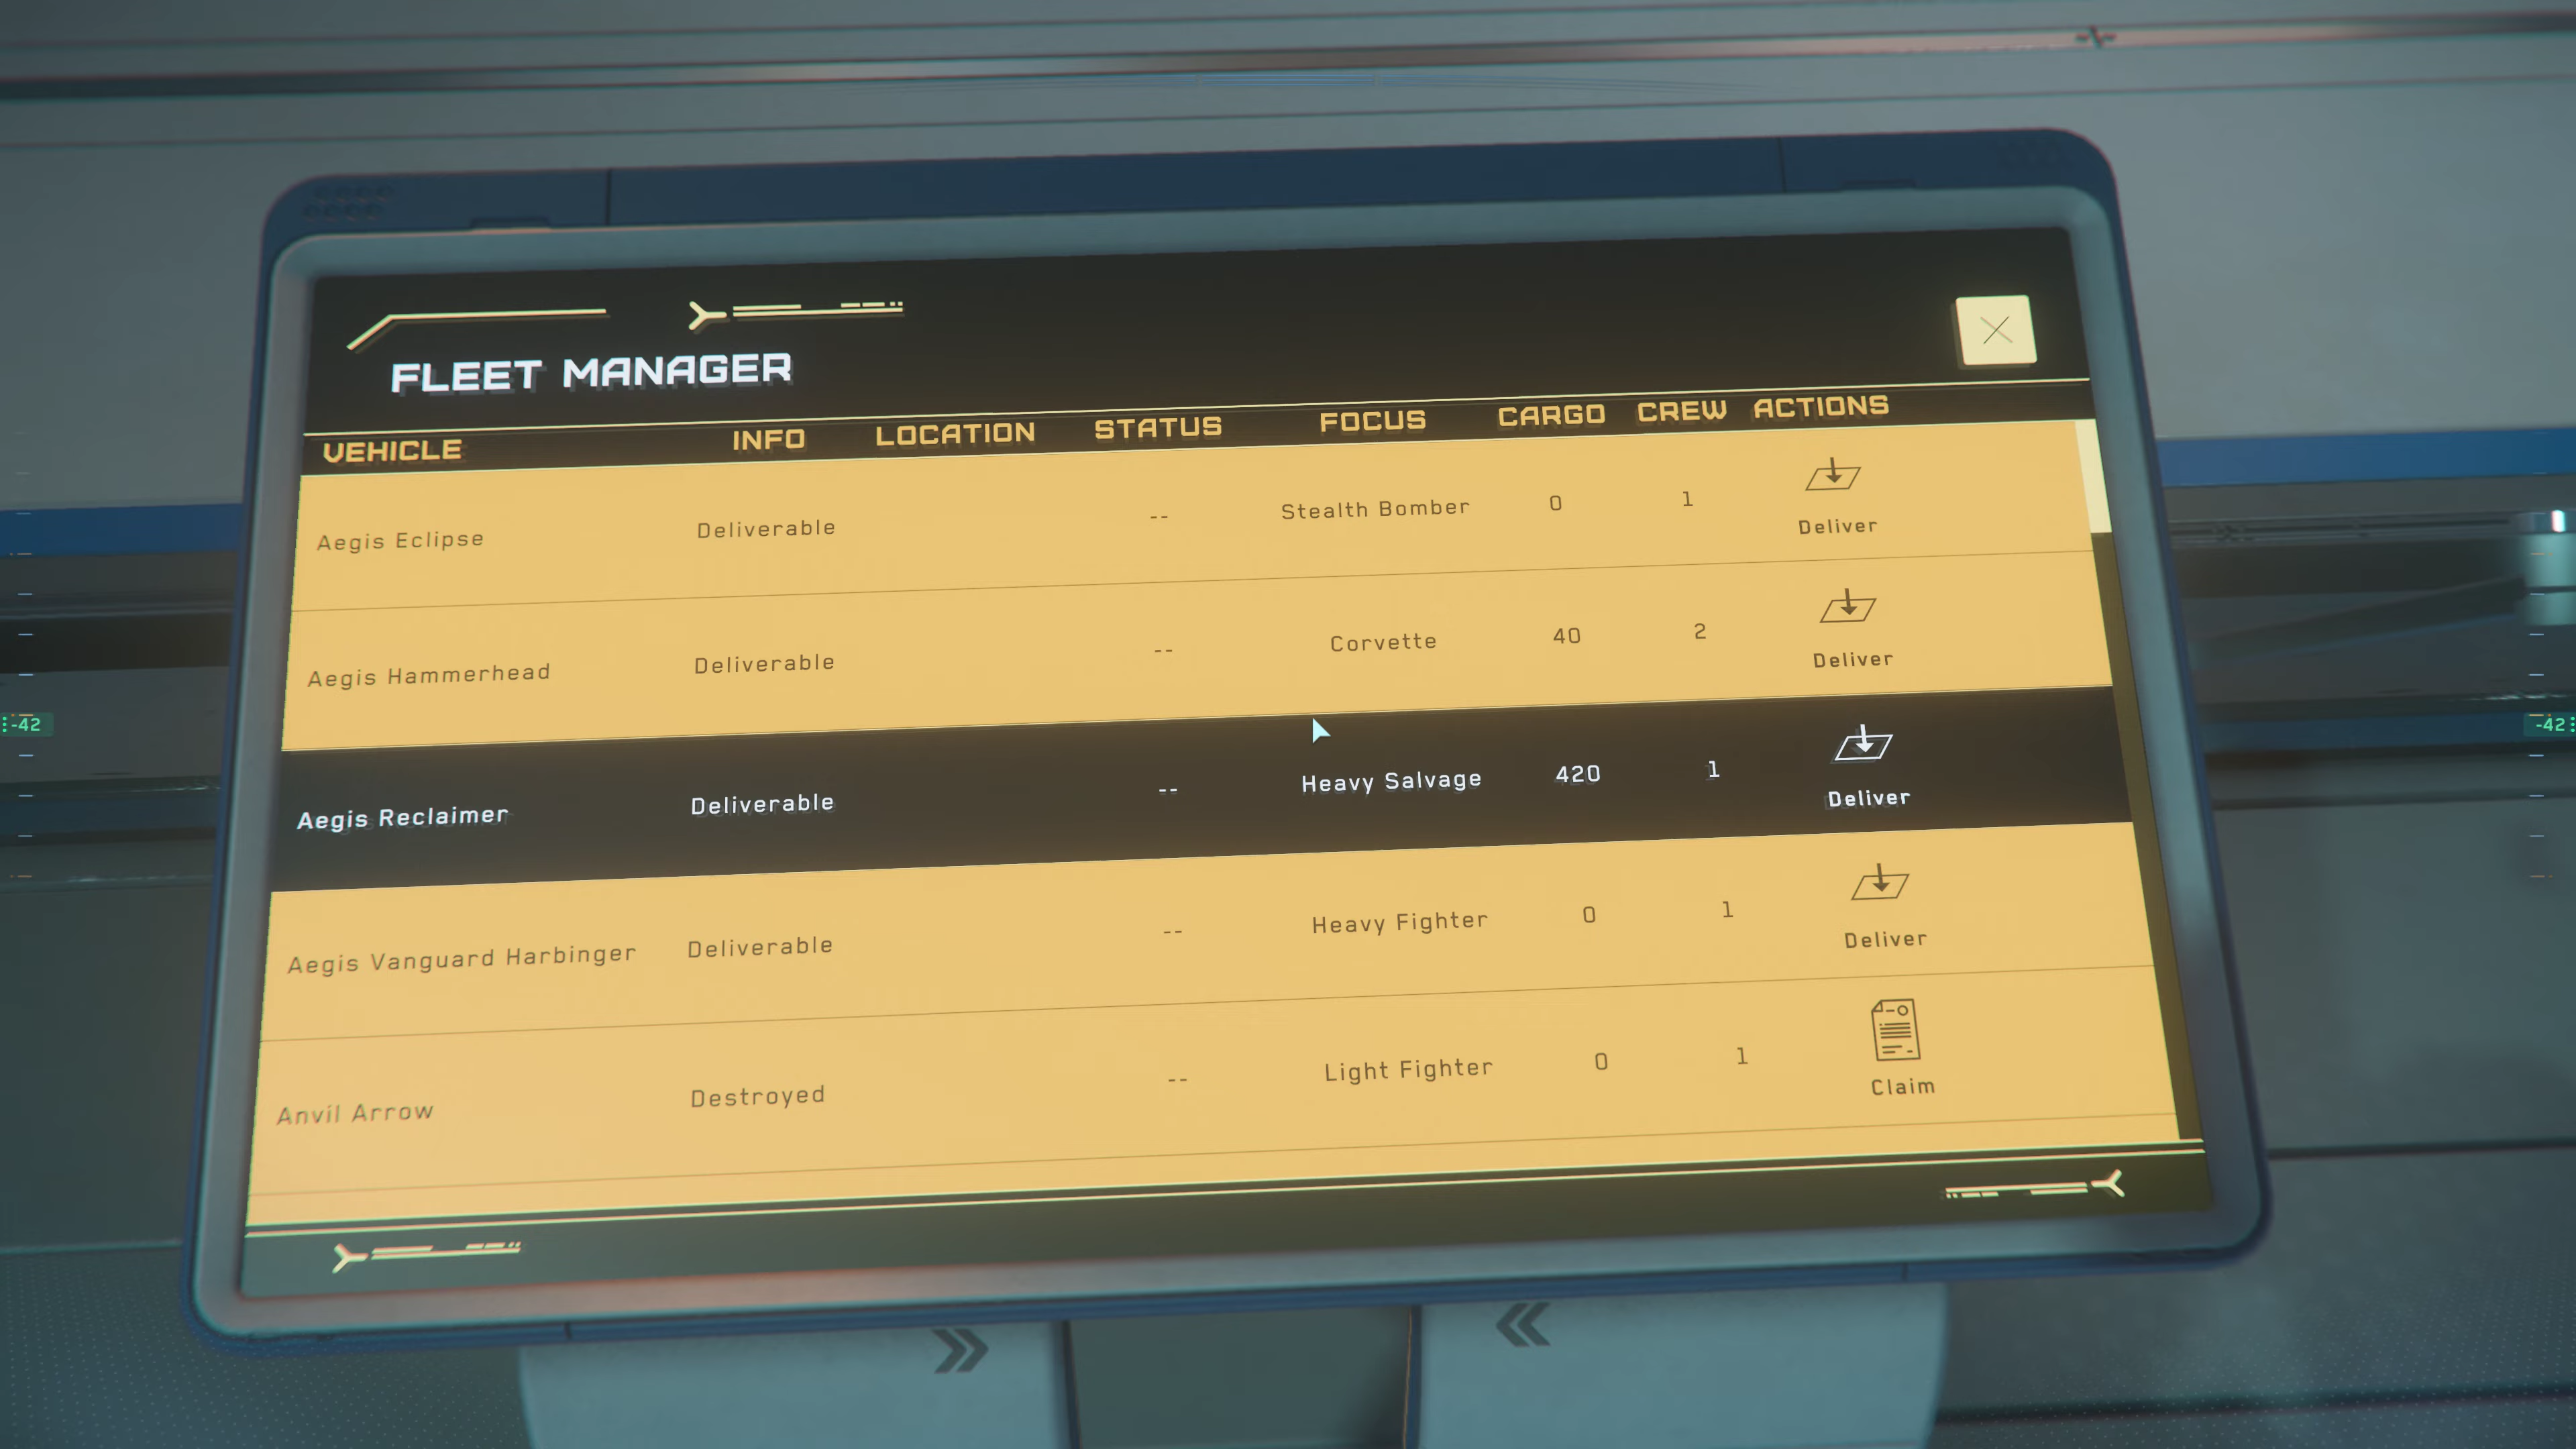 FLEET MANAGER
VEHICLE INFO LOCATION STATUS FOCUS CARGO CREW ACTIONS
Aegis Eclipse Deliverable -- Stealth Bomber 0 1 Deliver
Aegis Hammerhead Deliverable -- Corvette 40 2 Deliver
Aegis Reclaimer Deliverable -- Heavy Salvage 420 1 Deliver
Aegis Vanguard Harbinger Deliverable -- Heavy Fighter 0 1 Deliver
Anvil Arrow Destroyed -- Light Fighter 0 1 Claim
-42
-42